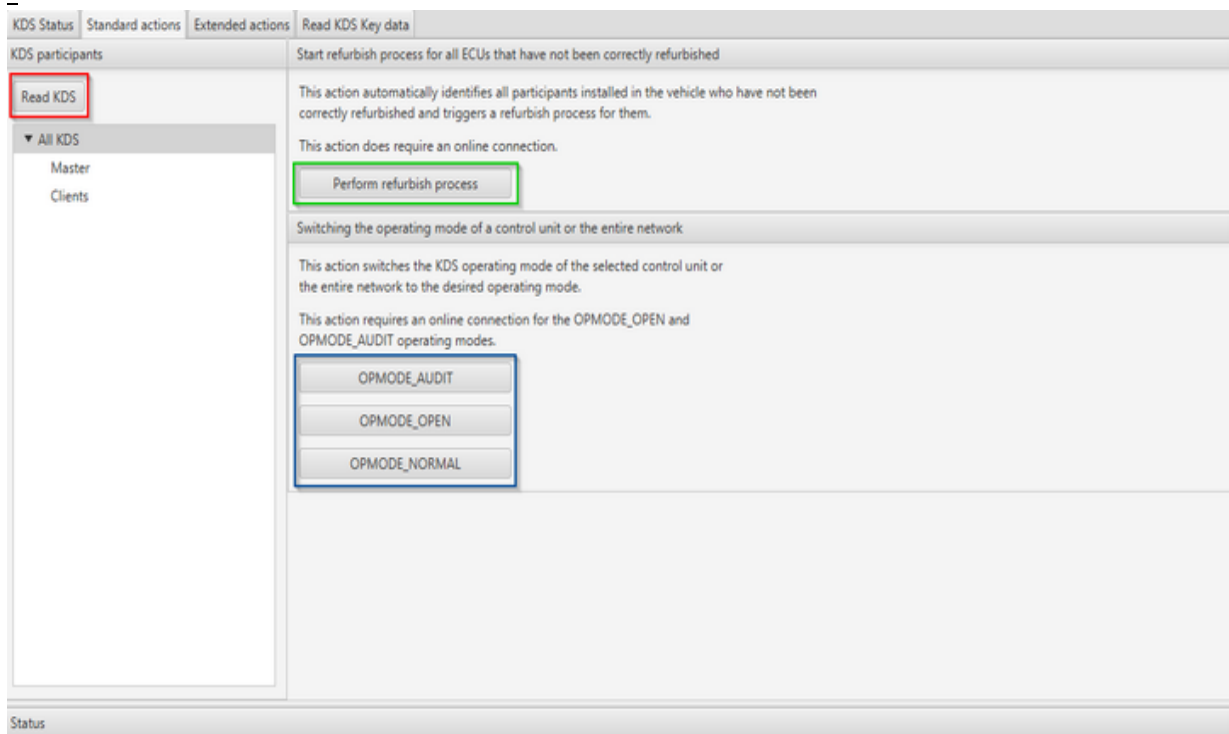 KDS Status Standard actions Extended actions Read KDS Key data
KDS participants
Read KDS
▼ All KDS
Master
Clients
Start refurbish process for all ECUs that have not been correctly refurbished
This action automatically identifies all participants installed in the vehicle who have not been
correctly refurbished and triggers a refurbish process for them.
This action does require an online connection.
Perform refurbish process
Switching the operating mode of a control unit or the entire network
This action switches the KDS operating mode of the selected control unit or
the entire network to the desired operating mode.
This action requires an online connection for the OPMODE_OPEN and
OPMODE_AUDIT operating modes.
OPMODE_AUDIT
OPMODE_OPEN
OPMODE_NORMAL
Status